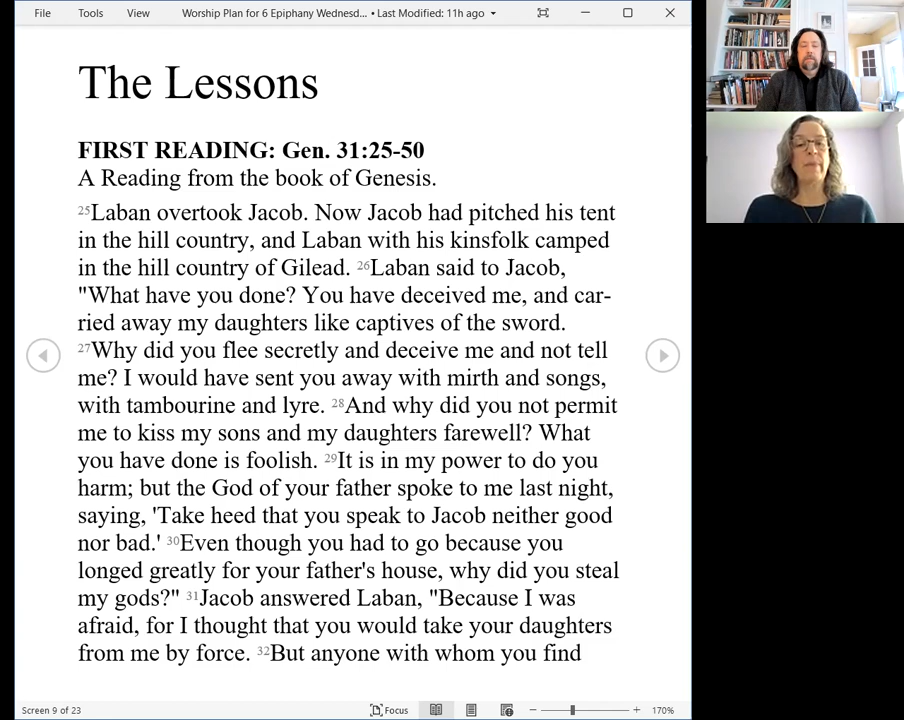 File Tools View Worship Plan for 6 Epiphany Wednesd... • Last Modified: 11h ago
The Lessons
FIRST READING: Gen. 31:25-50
A Reading from the book of Genesis.
25Laban overtook Jacob. Now Jacob had pitched his tent
in the hill country, and Laban with his kinsfolk camped
in the hill country of Gilead. 26Laban said to Jacob,
"What have you done? You have deceived me, and car-
ried away my daughters like captives of the sword.
27Why did you flee secretly and deceive me and not tell
me? I would have sent you away with mirth and songs,
with tambourine and lyre. 28And why did you not permit
me to kiss my sons and my daughters farewell? What
you have done is foolish. 29It is in my power to do you
harm; but the God of your father spoke to me last night,
saying, 'Take heed that you speak to Jacob neither good
nor bad.' 30Even though you had to go because you
longed greatly for your father's house, why did you steal
my gods?" 31Jacob answered Laban, "Because I was
afraid, for I thought that you would take your daughters
from me by force. 32But anyone with whom you find
Screen 9 of 23 Focus 170%